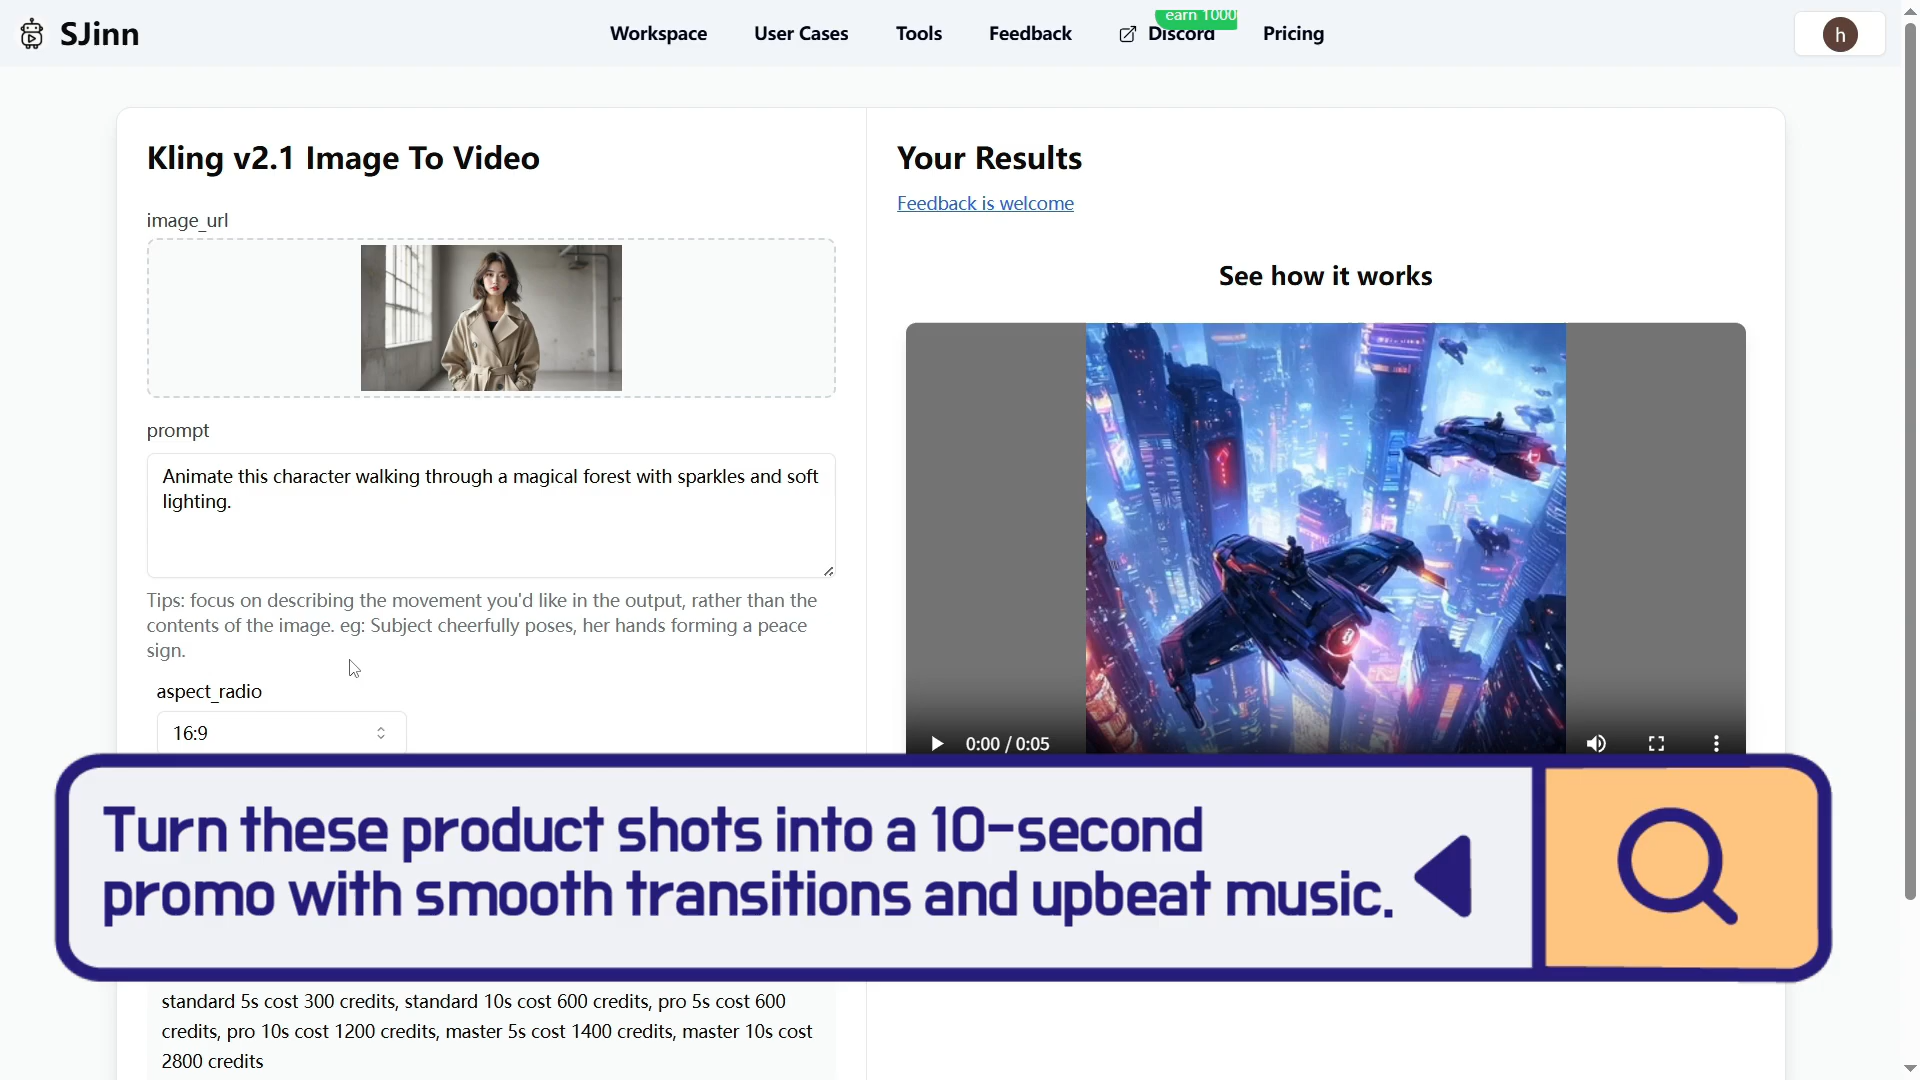 SJinn
Workspace
User Cases
Tools
Feedback
Discord
earn 1000
Pricing
h
Kling v2.1 Image To Video
image_url
prompt
Animate this character walking through a magical forest with sparkles and soft
lighting.
Tips: focus on describing the movement you'd like in the output, rather than the
contents of the image. eg: Subject cheerfully poses, her hands forming a peace
sign.
aspect_radio
16:9
Your Results
Feedback is welcome
See how it works
0:00 / 0:05
Turn these product shots into a 10-second
promo with smooth transitions and upbeat music.
standard 5s cost 300 credits, standard 10s cost 600 credits, pro 5s cost 600
credits, pro 10s cost 1200 credits, master 5s cost 1400 credits, master 10s cost
2800 credits